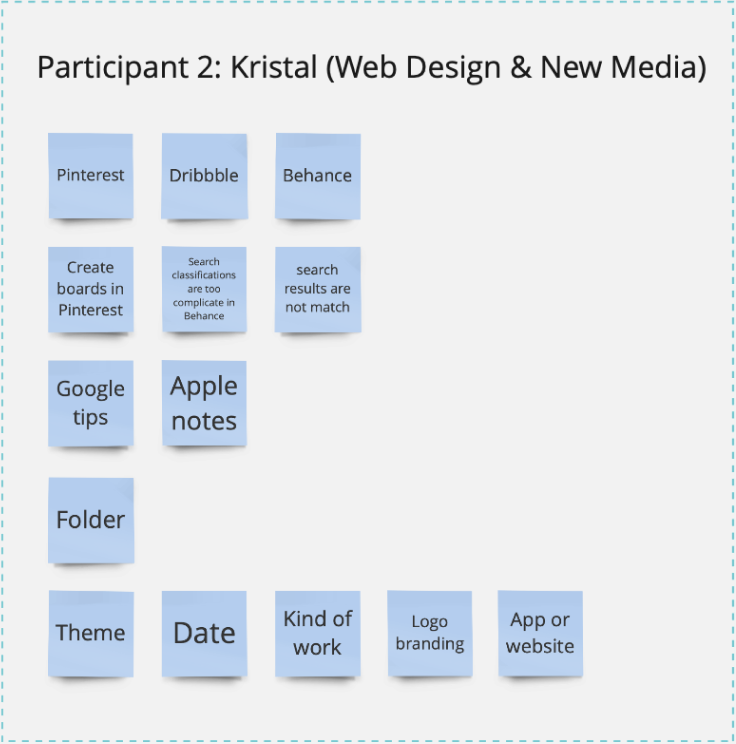 Participant 2: Kristal (Web Design & New Media)
Pinterest
Dribbble
Behance
Create
boards in
Pinterest
Search
classifications
are too
complicate in
Behance
search
results are
not match
Google
tips
Apple
notes
Folder
Theme
Date
Kind of
work
Logo
branding
App or
website